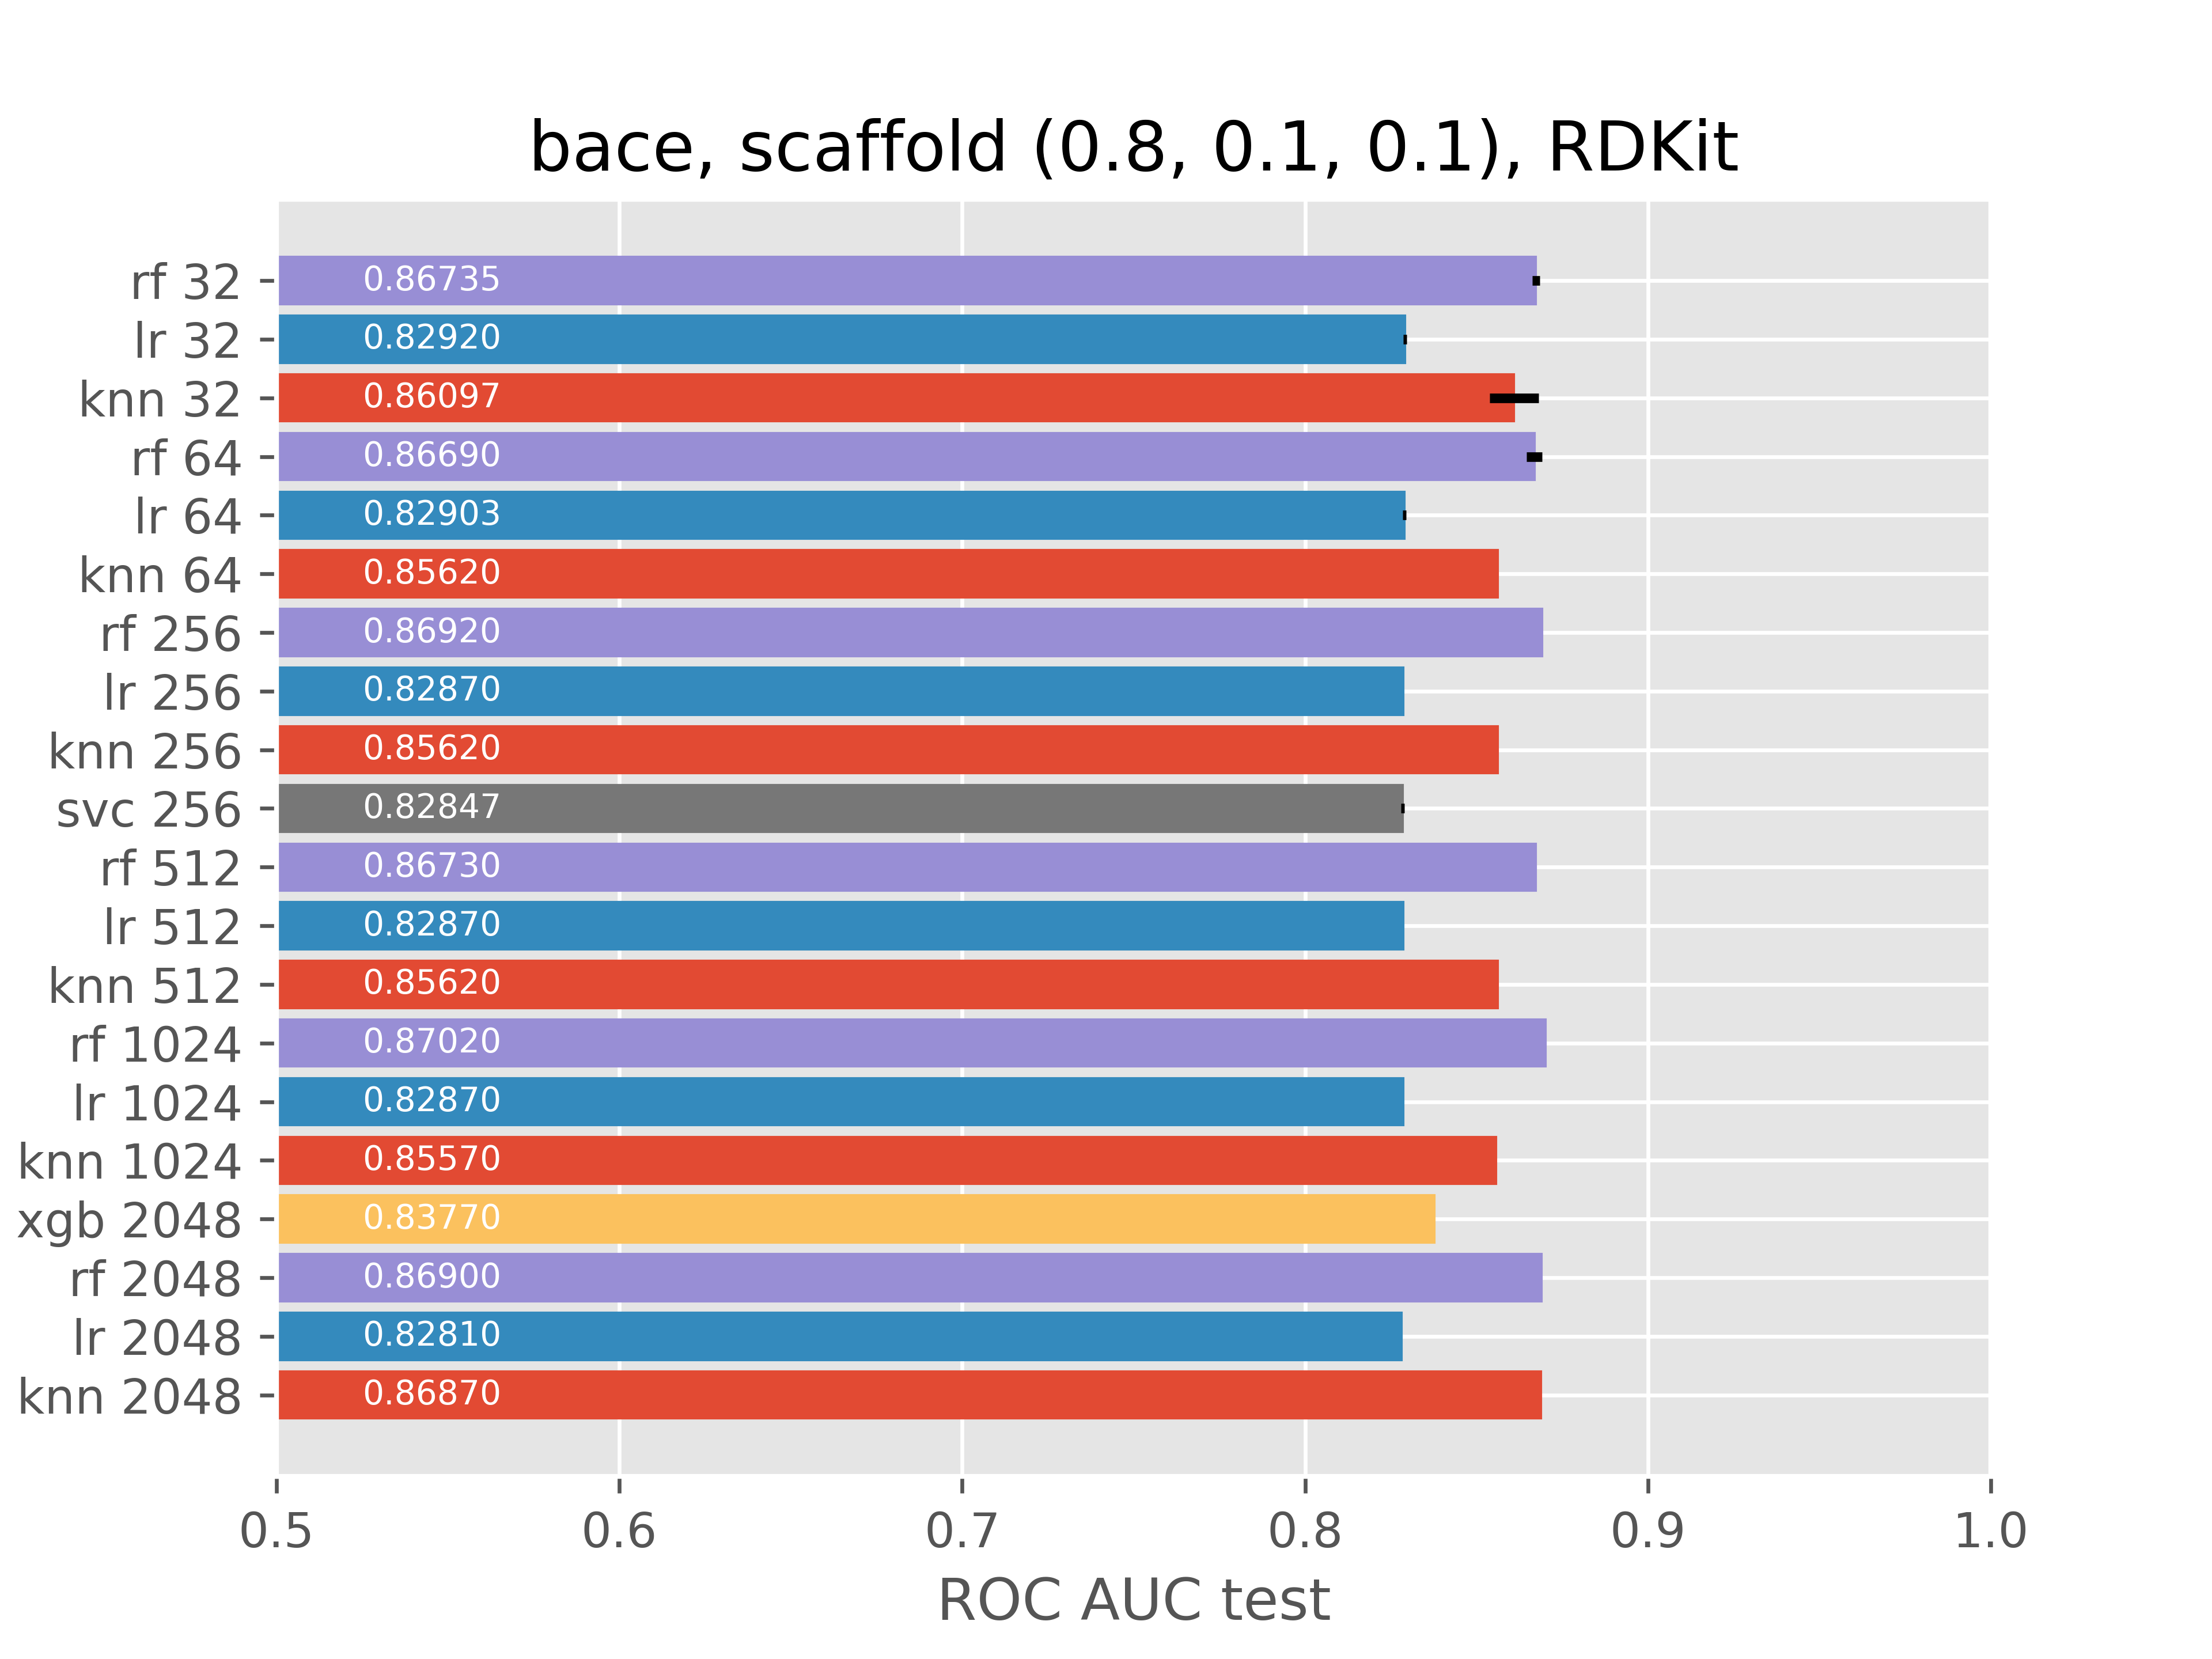 bace, scaffold (0.8, 0.1, 0.1), RDKit
rf 32 0.86735
lr 32 0.82920
knn 32 0.86097
rf 64 0.86690
lr 64 0.82903
knn 64 0.85620
rf 256 0.86920
lr 256 0.82870
knn 256 0.85620
svc 256 0.82847
rf 512 0.86730
lr 512 0.82870
knn 512 0.85620
rf 1024 0.87020
lr 1024 0.82870
knn 1024 0.85570
xgb 2048 0.83770
rf 2048 0.86900
lr 2048 0.82810
knn 2048 0.86870
0.5 0.6 0.7 0.8 0.9 1.0
ROC AUC test